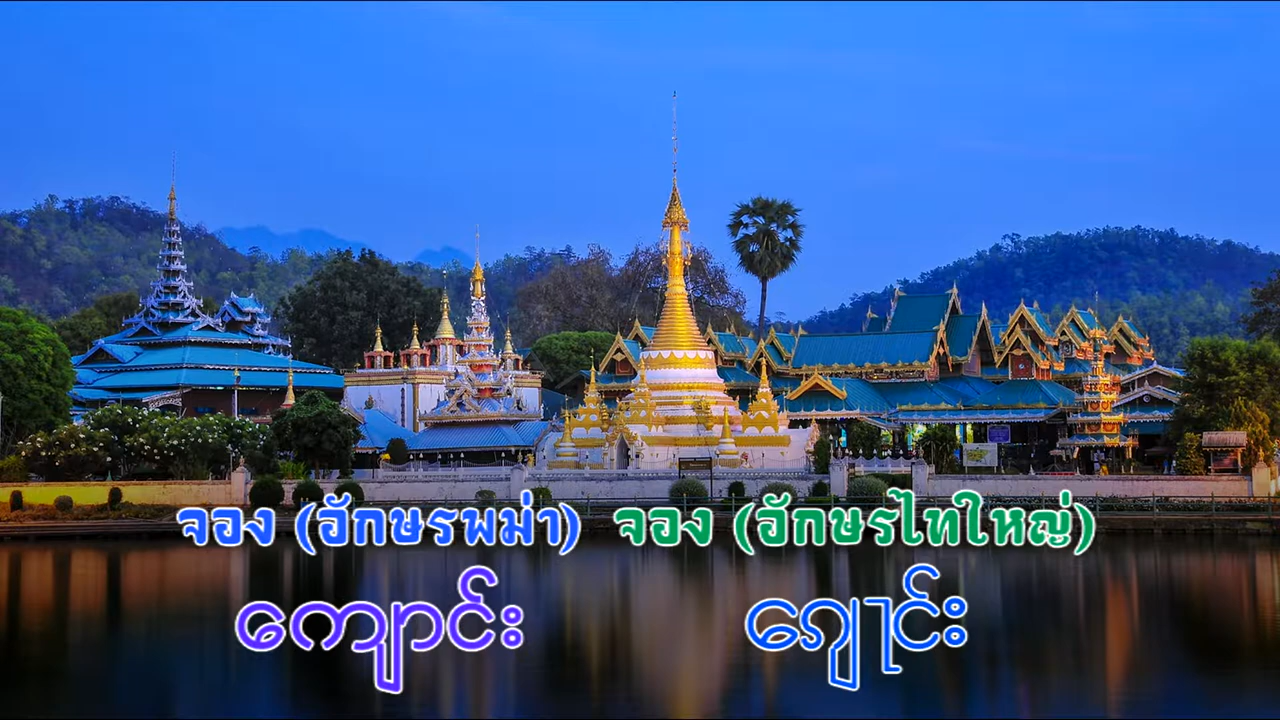 จอง (อักษรพม่า) จอง (อักษรไทใหญ่)
ကျောင်း ၵျေႃင်း